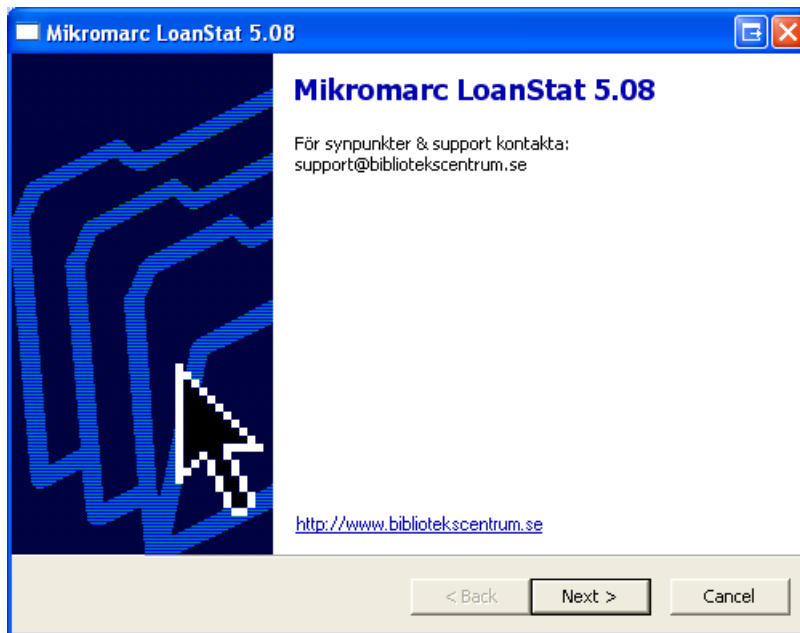 Mikromarc LoanStat 5.08
Mikromarc LoanStat 5.08
För synpunkter & support kontakta:
support@bibliotekscentrum.se
http://www.bibliotekscentrum.se
< Back Next > Cancel